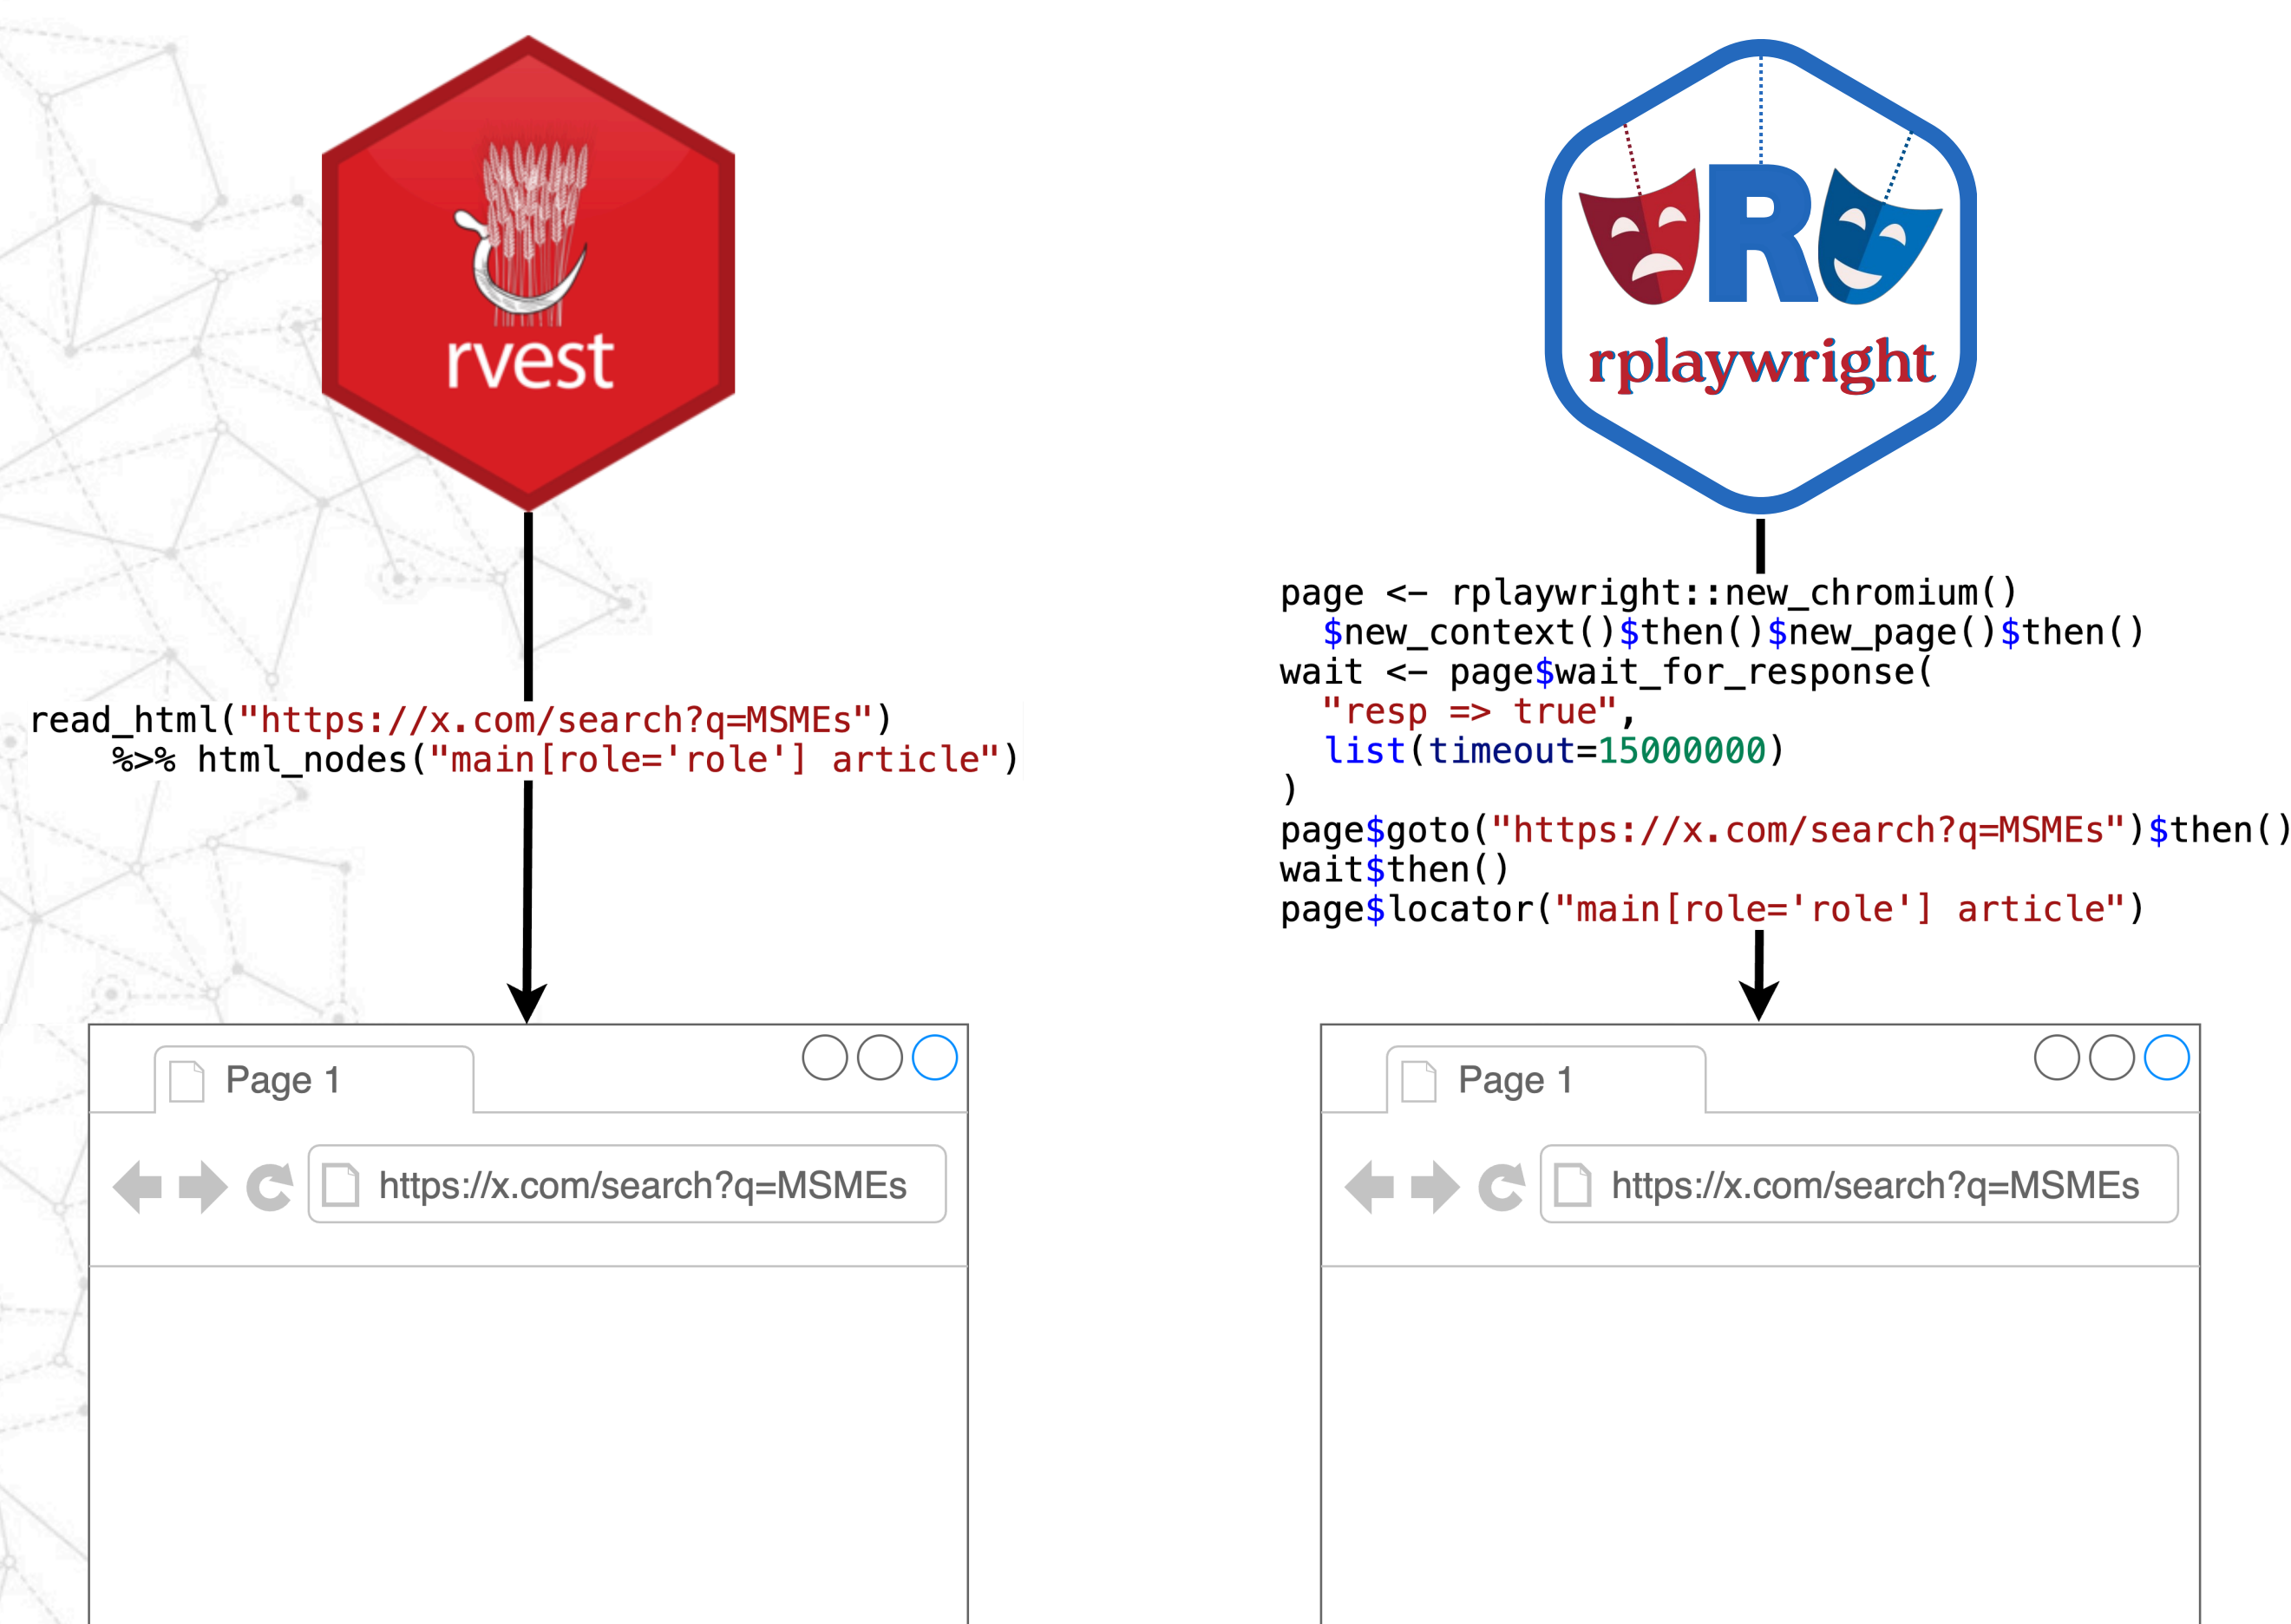 rvest
read_html("https://x.com/search?q=MSMEs")
    %>% html_nodes("main[role='role'] article")
Page 1
https://x.com/search?q=MSMEs
R
rplaywright
page <- rplaywright::new_chromium()
  $new_context()$then()$new_page()$then()
wait <- page$wait_for_response(
  "resp => true",
  list(timeout=15000000)
)
page$goto("https://x.com/search?q=MSMEs")$then()
wait$then()
page$locator("main[role='role'] article")
Page 1
https://x.com/search?q=MSMEs